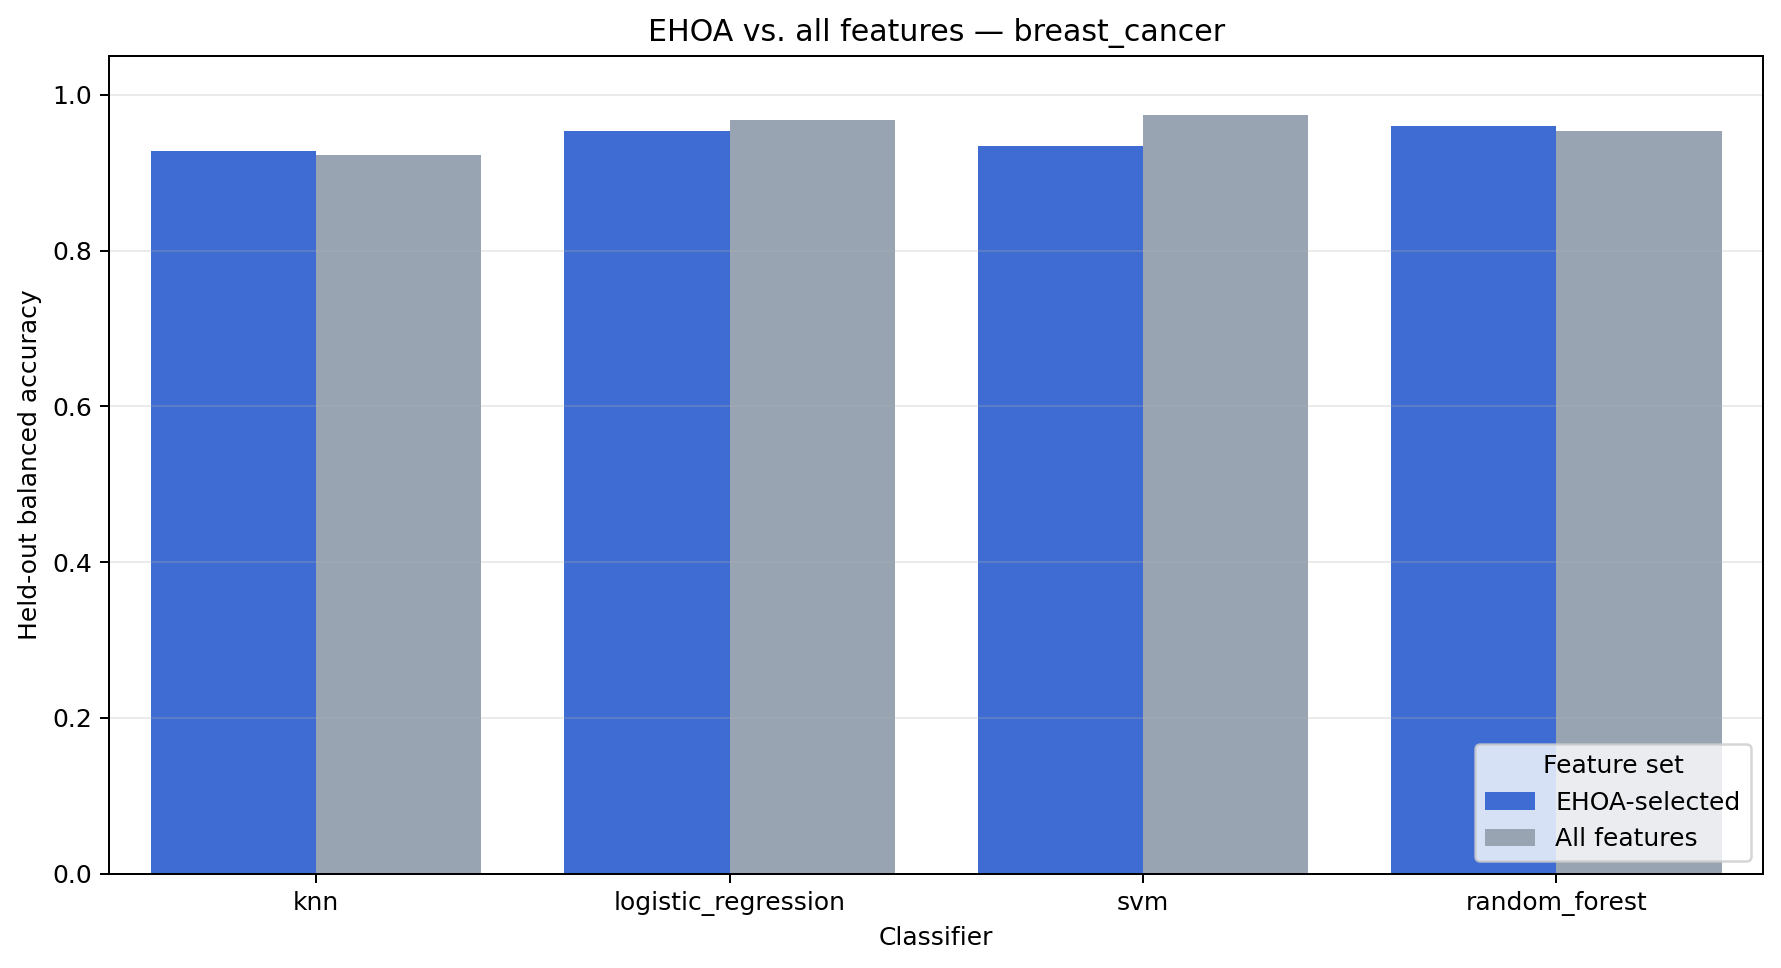 EHOA vs. all features — breast_cancer
1.0
0.8
0.6
0.4
0.2
0.0
Held-out balanced accuracy
knn
logistic_regression
svm
random_forest
Classifier
Feature set
EHOA-selected
All features